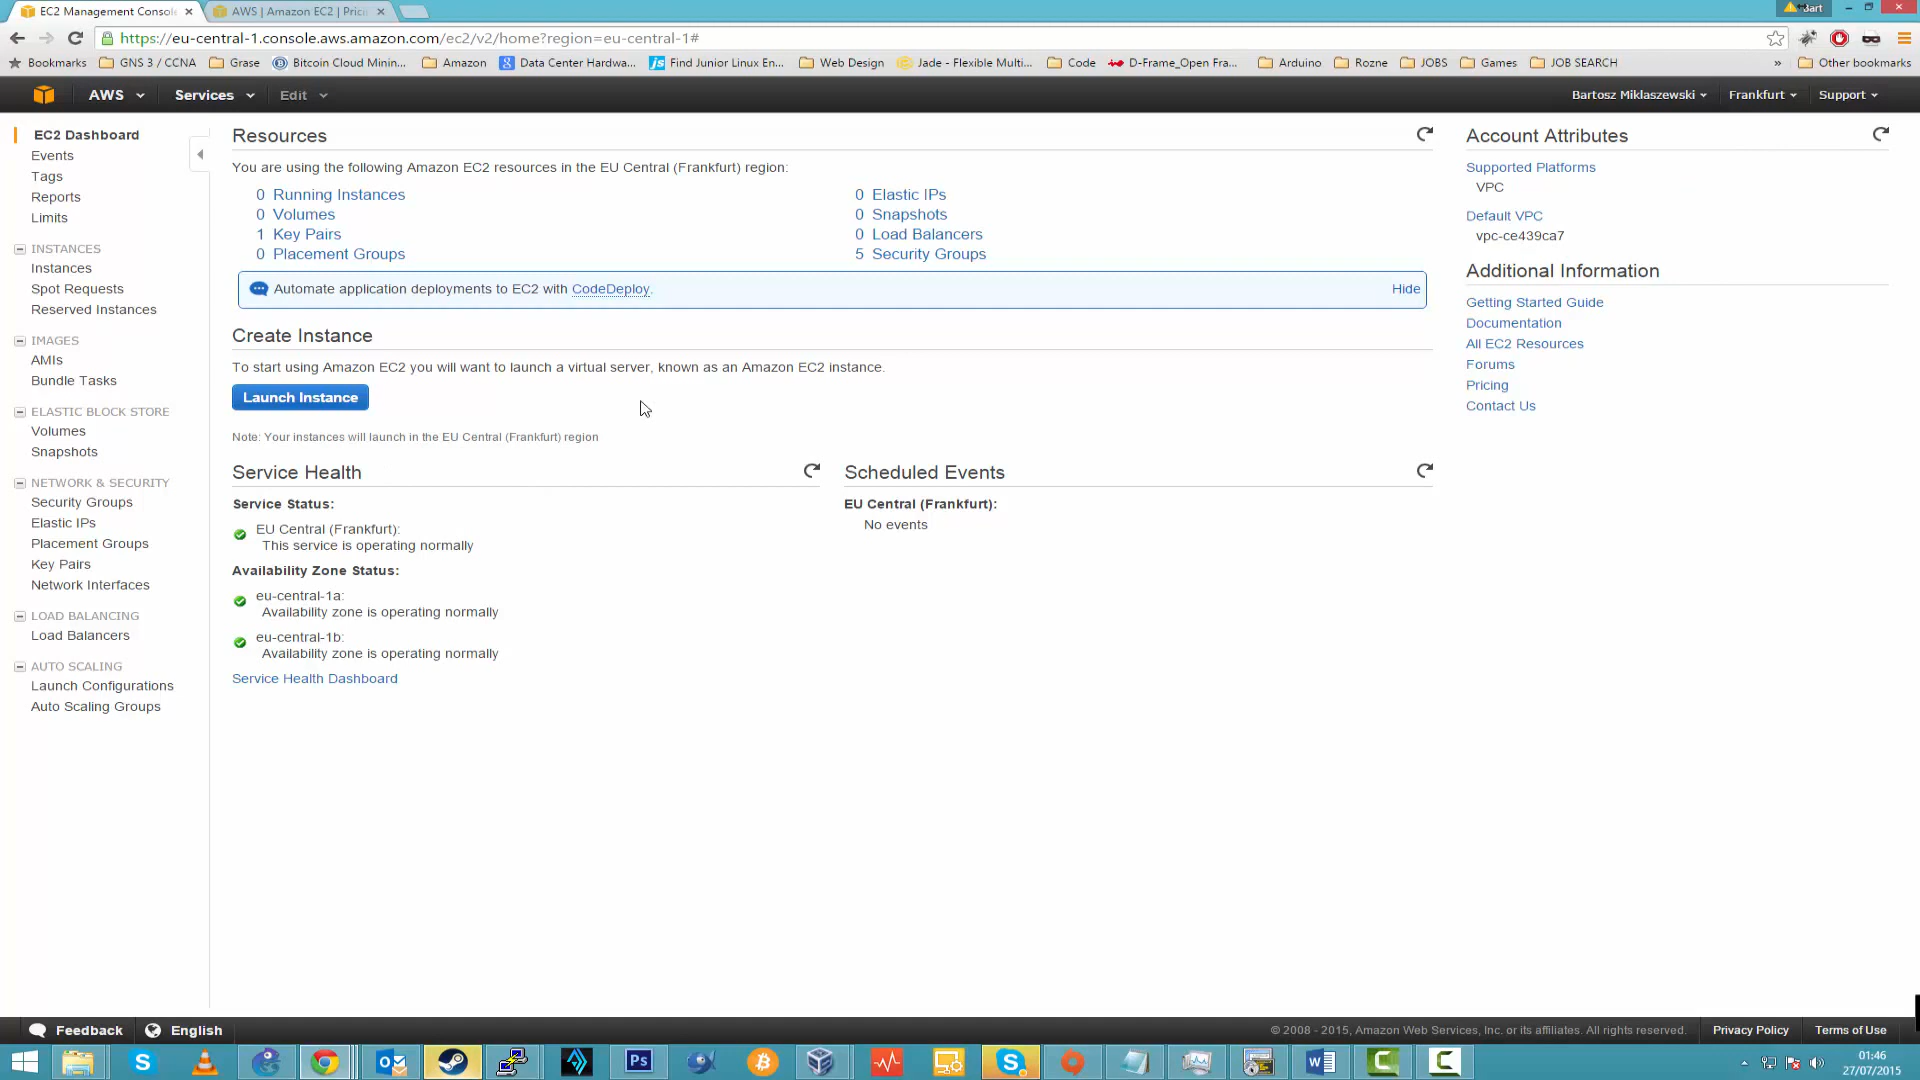 EC2 Management Consol
AWS | Amazon EC2 | Price
Bart
https://eu-central-1.console.aws.amazon.com/ec2/v2/home?region=eu-central-1#
Bookmarks
GNS 3 / CCNA
Grase
Bitcoin Cloud Minin...
Amazon
Data Center Hardwa...
Find Junior Linux En...
Web Design
Jade - Flexible Multi...
Code
D-Frame_Open Fra...
Arduino
Rozne
JOBS
Games
JOB SEARCH
»
Other bookmarks
AWS
Services
Edit
Bartosz Miklaszewski
Frankfurt
Support
EC2 Dashboard
Events
Tags
Reports
Limits
INSTANCES
Instances
Spot Requests
Reserved Instances
IMAGES
AMIs
Bundle Tasks
ELASTIC BLOCK STORE
Volumes
Snapshots
NETWORK & SECURITY
Security Groups
Elastic IPs
Placement Groups
Key Pairs
Network Interfaces
LOAD BALANCING
Load Balancers
AUTO SCALING
Launch Configurations
Auto Scaling Groups
Resources
You are using the following Amazon EC2 resources in the EU Central (Frankfurt) region:
0 Running Instances
0 Elastic IPs
0 Volumes
0 Snapshots
1 Key Pairs
0 Load Balancers
0 Placement Groups
5 Security Groups
Automate application deployments to EC2 with CodeDeploy.
Hide
Create Instance
To start using Amazon EC2 you will want to launch a virtual server, known as an Amazon EC2 instance.
Launch Instance
Note: Your instances will launch in the EU Central (Frankfurt) region
Service Health
Service Status:
EU Central (Frankfurt):
This service is operating normally
Availability Zone Status:
eu-central-1a:
Availability zone is operating normally
eu-central-1b:
Availability zone is operating normally
Service Health Dashboard
Scheduled Events
EU Central (Frankfurt):
No events
Account Attributes
Supported Platforms
VPC
Default VPC
vpc-ce439ca7
Additional Information
Getting Started Guide
Documentation
All EC2 Resources
Forums
Pricing
Contact Us
Feedback
English
© 2008 - 2015, Amazon Web Services, Inc. or its affiliates. All rights reserved.
Privacy Policy
Terms of Use
01:46
27/07/2015